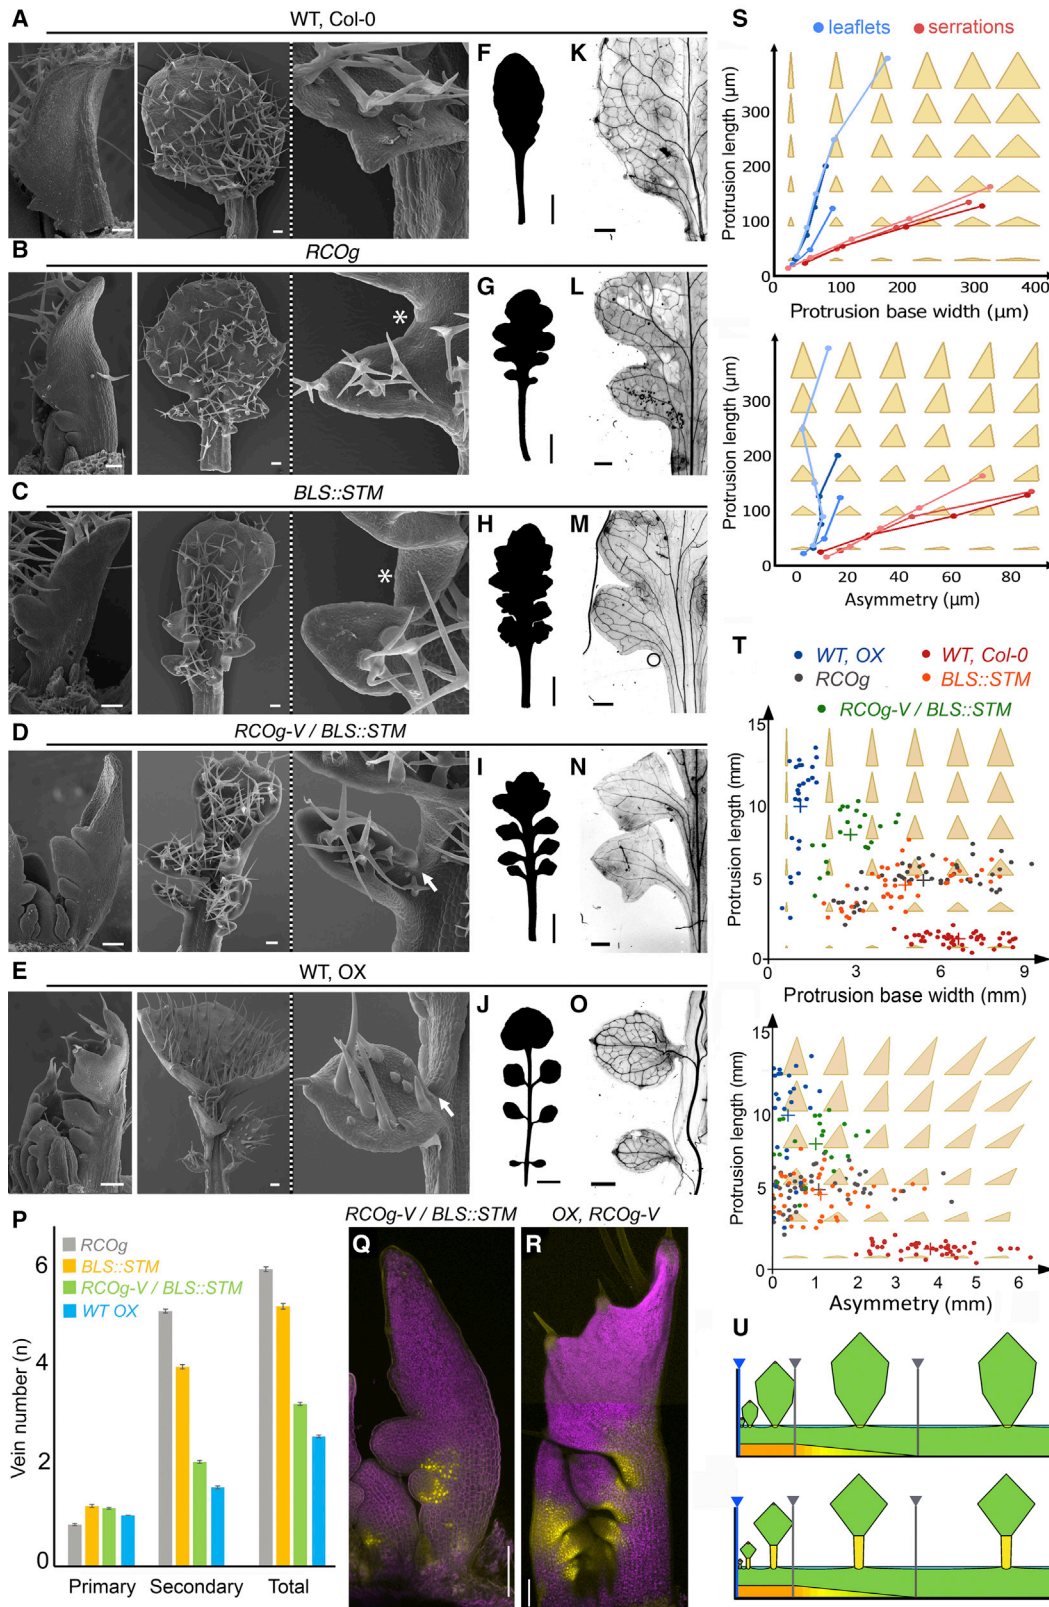 A WT, Col-0
F
K
B RCOg
*
G
L
C BLS::STM
*
H
M
D RCOg-V / BLS::STM
I
N
E WT, OX
J
O
P
RCOg
BLS::STM
RCOg-V / BLS::STM
WT OX
Vein number (n)
6
4
2
0
Primary Secondary Total
RCOg-V / BLS::STM
Q
OX, RCOg-V
R
S
leaflets serrations
Protrusion length (µm)
300
200
100
0
0 100 200 300 400
Protrusion base width (µm)
Protrusion length (µm)
300
200
100
0
0 20 40 60 80
Asymmetry (µm)
T
WT, OX WT, Col-0
RCOg BLS::STM
RCOg-V / BLS::STM
Protrusion length (mm)
15
10
5
0
0 3 6 9
Protrusion base width (mm)
Protrusion length (mm)
15
10
5
0
0 1 2 3 4 5 6
Asymmetry (mm)
U